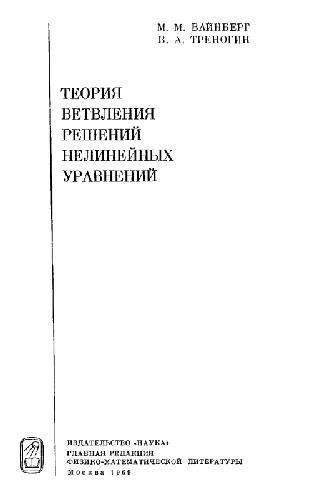 М. М. ВАЙНБЕРГ
В. А. ТРЕНОГИН
ТЕОРИЯ
ВЕТВЛЕНИЯ
РЕШЕНИЙ
НЕЛИНЕЙНЫХ
УРАВНЕНИЙ
ИЗДАТЕЛЬСТВО «НАУКА»
ГЛАВНАЯ РЕДАКЦИЯ
ФИЗИКО-МАТЕМАТИЧЕСКОЙ ЛИТЕРАТУРЫ
Москва 1969